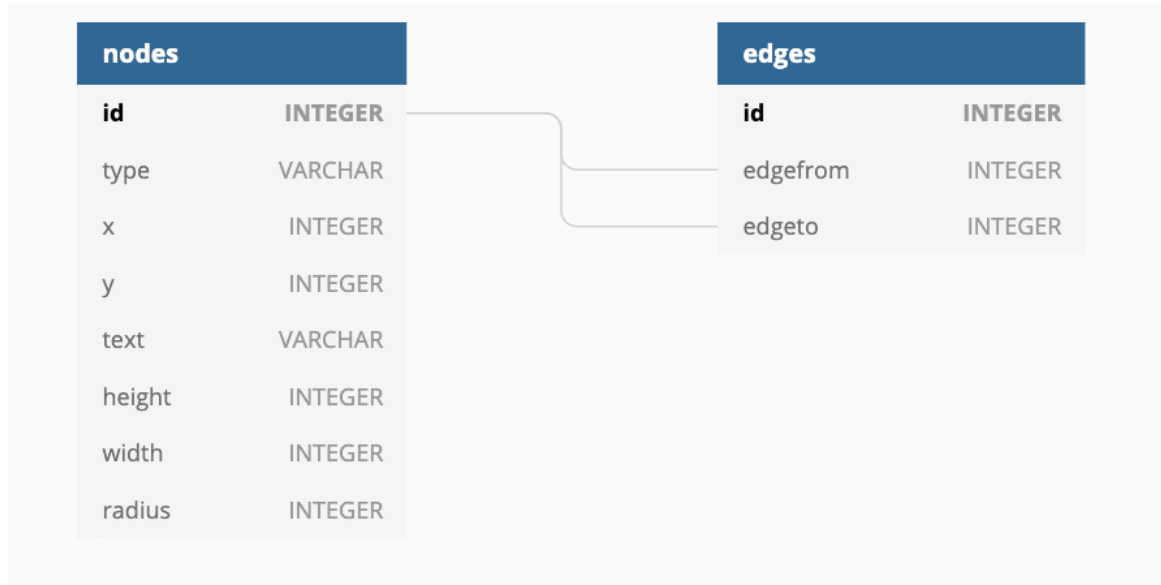 nodes
id INTEGER
type VARCHAR
x INTEGER
y INTEGER
text VARCHAR
height INTEGER
width INTEGER
radius INTEGER
edges
id INTEGER
edgefrom INTEGER
edgeto INTEGER